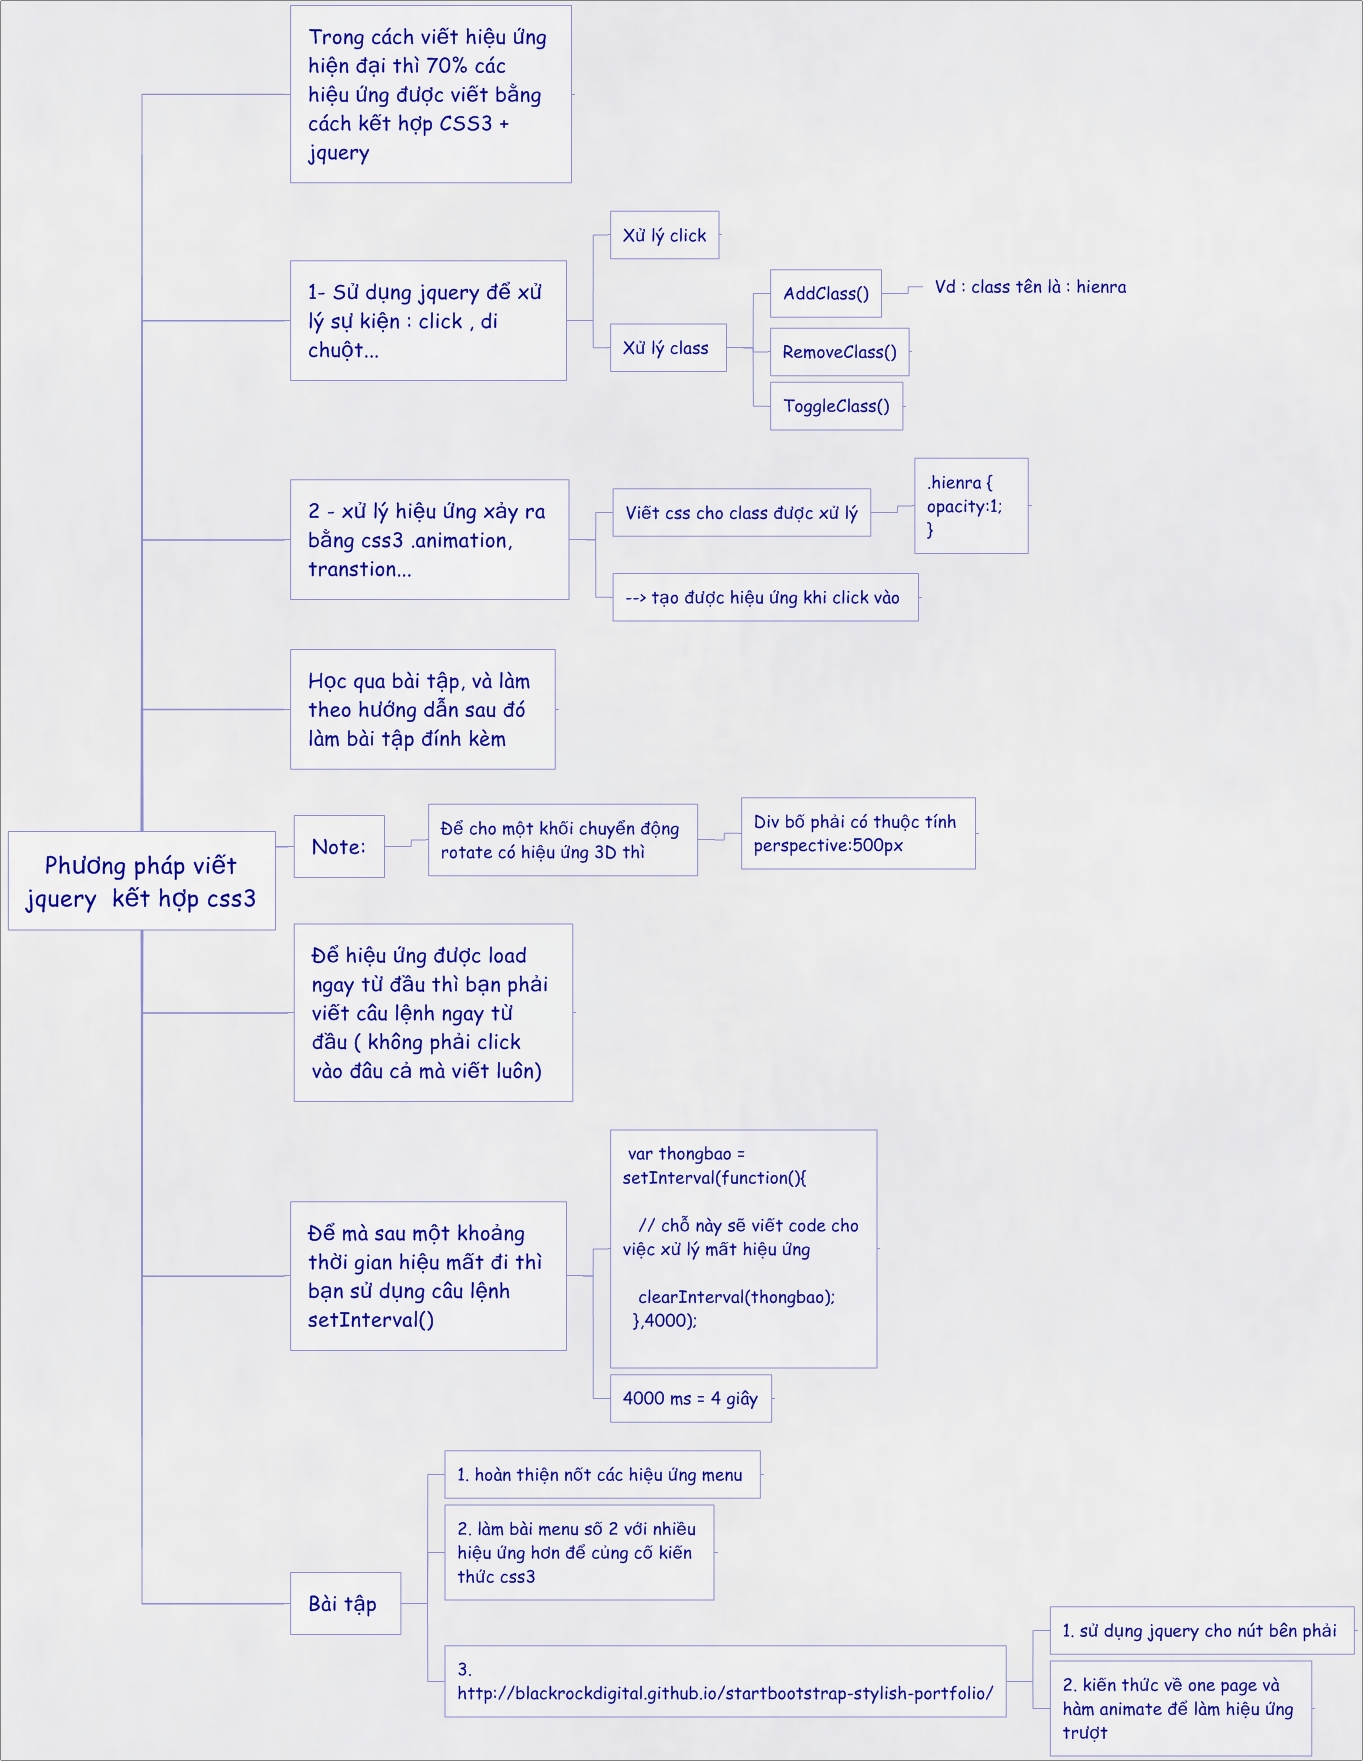 Trong cách viết hiệu ứng
hiện đại thì 70% các
hiệu ứng được viết bằng
cách kết hợp CSS3 +
jquery
1- Sử dụng jquery để xử
lý sự kiện : click , di
chuột...
Xử lý click
Xử lý class
AddClass()
Vd : class tên là : hienra
RemoveClass()
ToggleClass()
2 - xử lý hiệu ứng xảy ra
bằng css3 .animation,
transtion...
Viết css cho class được xử lý
.hienra {
opacity:1;
}
--> tạo được hiệu ứng khi click vào
Học qua bài tập, và làm
theo hướng dẫn sau đó
làm bài tập đính kèm
Phương pháp viết
jquery  kết hợp css3
Note:
Để cho một khối chuyển động
rotate có hiệu ứng 3D thì
Div bố phải có thuộc tính
perspective:500px
Để hiệu ứng được load
ngay từ đầu thì bạn phải
viết câu lệnh ngay từ
đầu ( không phải click
vào đâu cả mà viết luôn)
Để mà sau một khoảng
thời gian hiệu mất đi thì
bạn sử dụng câu lệnh
setInterval()
var thongbao =
setInterval(function(){
// chỗ này sẽ viết code cho
việc xử lý mất hiệu ứng
clearInterval(thongbao);
},4000);
4000 ms = 4 giây
Bài tập
1. hoàn thiện nốt các hiệu ứng menu
2. làm bài menu số 2 với nhiều
hiệu ứng hơn để củng cố kiến
thức css3
3.
http://blackrockdigital.github.io/startbootstrap-stylish-portfolio/
1. sử dụng jquery cho nút bên phải
2. kiến thức về one page và
hàm animate để làm hiệu ứng
trượt